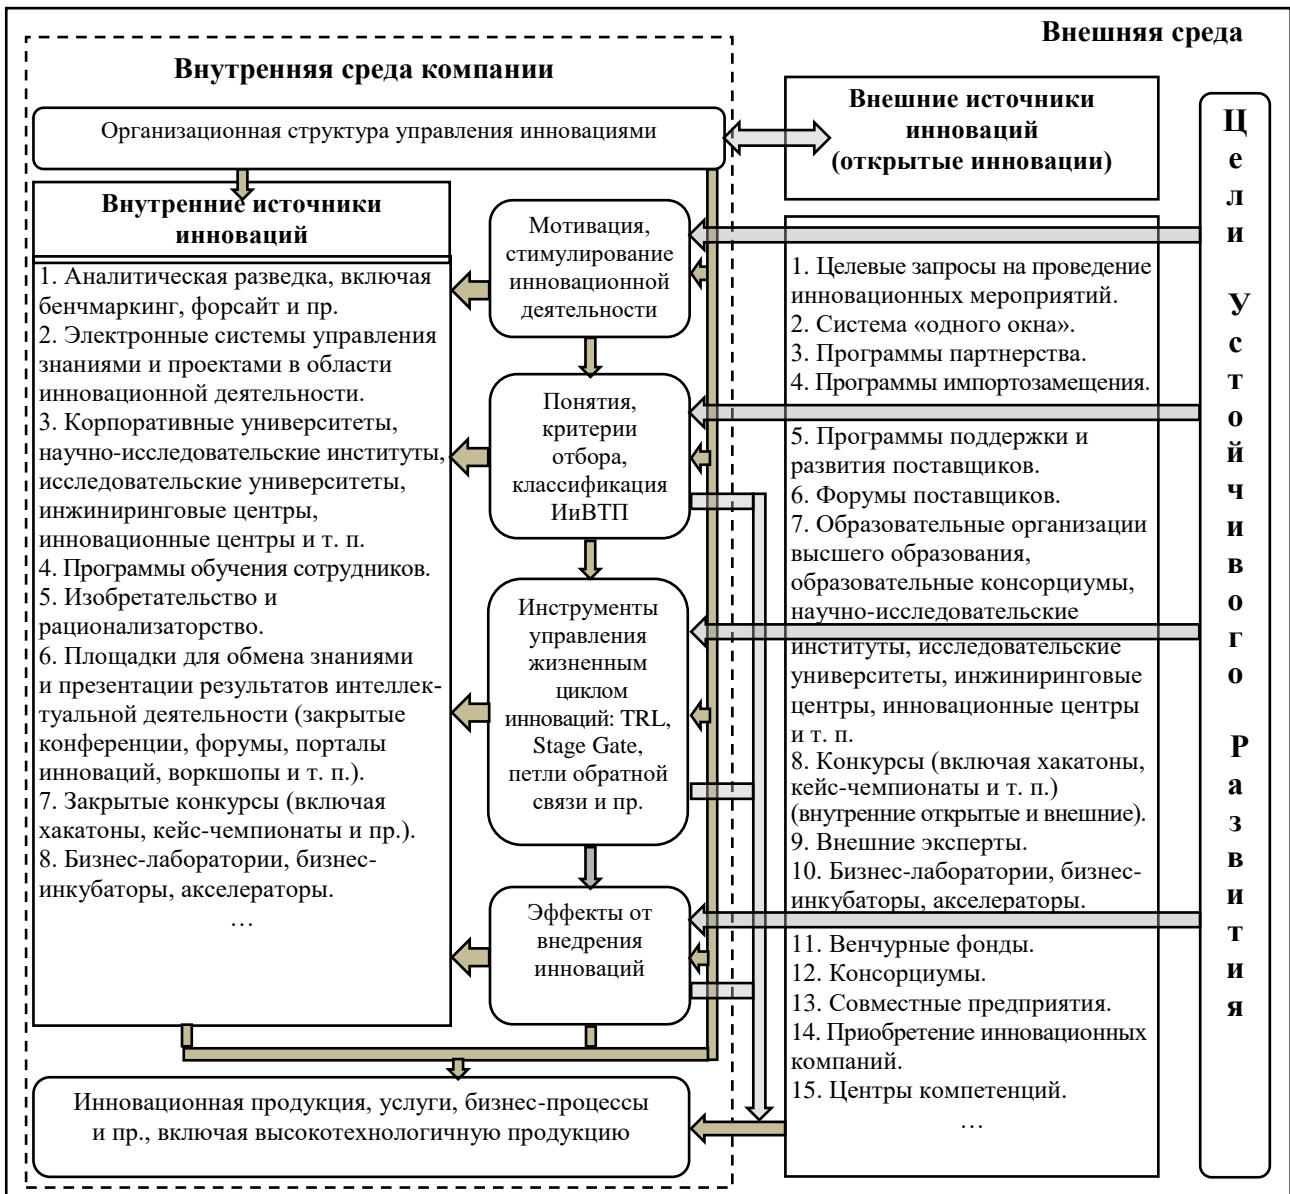 Внешняя среда
Внутренняя среда компании
Организационная структура управления инновациями
Внутренние источники
инноваций
1. Аналитическая разведка, включая
бенчмаркинг, форсайт и пр.
2. Электронные системы управления
знаниями и проектами в области
инновационной деятельности.
3. Корпоративные университеты,
научно-исследовательские институты,
исследовательские университеты,
инжиниринговые центры,
инновационные центры и т. п.
4. Программы обучения сотрудников.
5. Изобретательство и
рационализаторство.
6. Площадки для обмена знаниями
и презентации результатов интеллек-
туальной деятельности (закрытые
конференции, форумы, порталы
инноваций, воркшопы и т. п.).
7. Закрытые конкурсы (включая
хакатоны, кейс-чемпионаты и пр.).
8. Бизнес-лаборатории, бизнес-
инкубаторы, акселераторы.
…
Мотивация,
стимулирование
инновационной
деятельности
Понятия,
критерии
отбора,
классификация
ИиВТП
Инструменты
управления
жизненным
циклом
инноваций: TRL,
Stage Gate,
петли обратной
связи и пр.
Эффекты от
внедрения
инноваций
Инновационная продукция, услуги, бизнес-процессы
и пр., включая высокотехнологичную продукцию
Внешние источники
инноваций
(открытые инновации)
1. Целевые запросы на проведение
инновационных мероприятий.
2. Система «одного окна».
3. Программы партнерства.
4. Программы импортозамещения.
5. Программы поддержки и
развития поставщиков.
6. Форумы поставщиков.
7. Образовательные организации
высшего образования,
образовательные консорциумы,
научно-исследовательские
институты, исследовательские
университеты, инжиниринговые
центры, инновационные центры
и т. п.
8. Конкурсы (включая хакатоны,
кейс-чемпионаты и т. п.)
(внутренние открытые и внешние).
9. Внешние эксперты.
10. Бизнес-лаборатории, бизнес-
инкубаторы, акселераторы.
11. Венчурные фонды.
12. Консорциумы.
13. Совместные предприятия.
14. Приобретение инновационных
компаний.
15. Центры компетенций.
…
Цели Устойчивого Развития